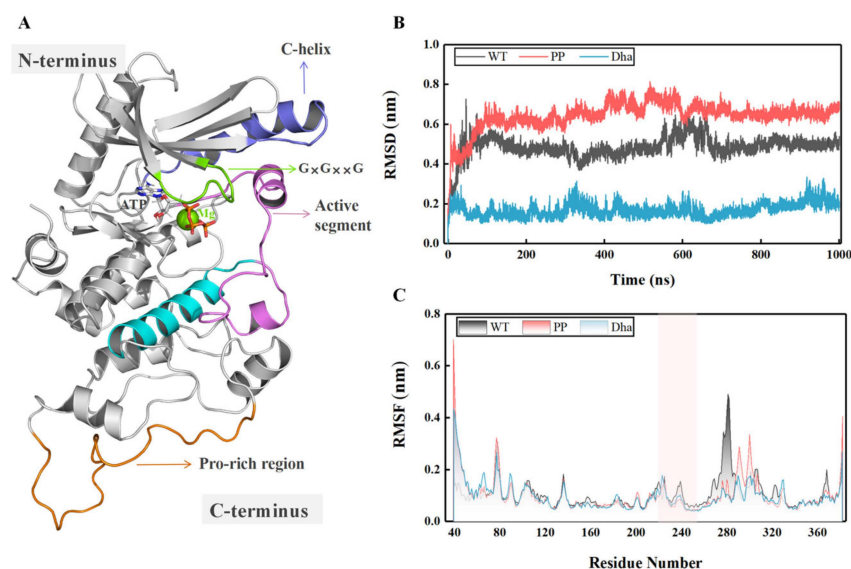 A
N-terminus
C-helix
G×G××G
ATP
Mg
Active
segment
Pro-rich region
C-terminus
B
WT PP Dha
1.0
0.8
0.6
0.4
0.2
0.0
RMSD (nm)
0 200 400 600 800 1000
Time (ns)
C
WT PP Dha
0.8
0.6
0.4
0.2
0.0
RMSF (nm)
40 80 120 160 200 240 280 320 360
Residue Number